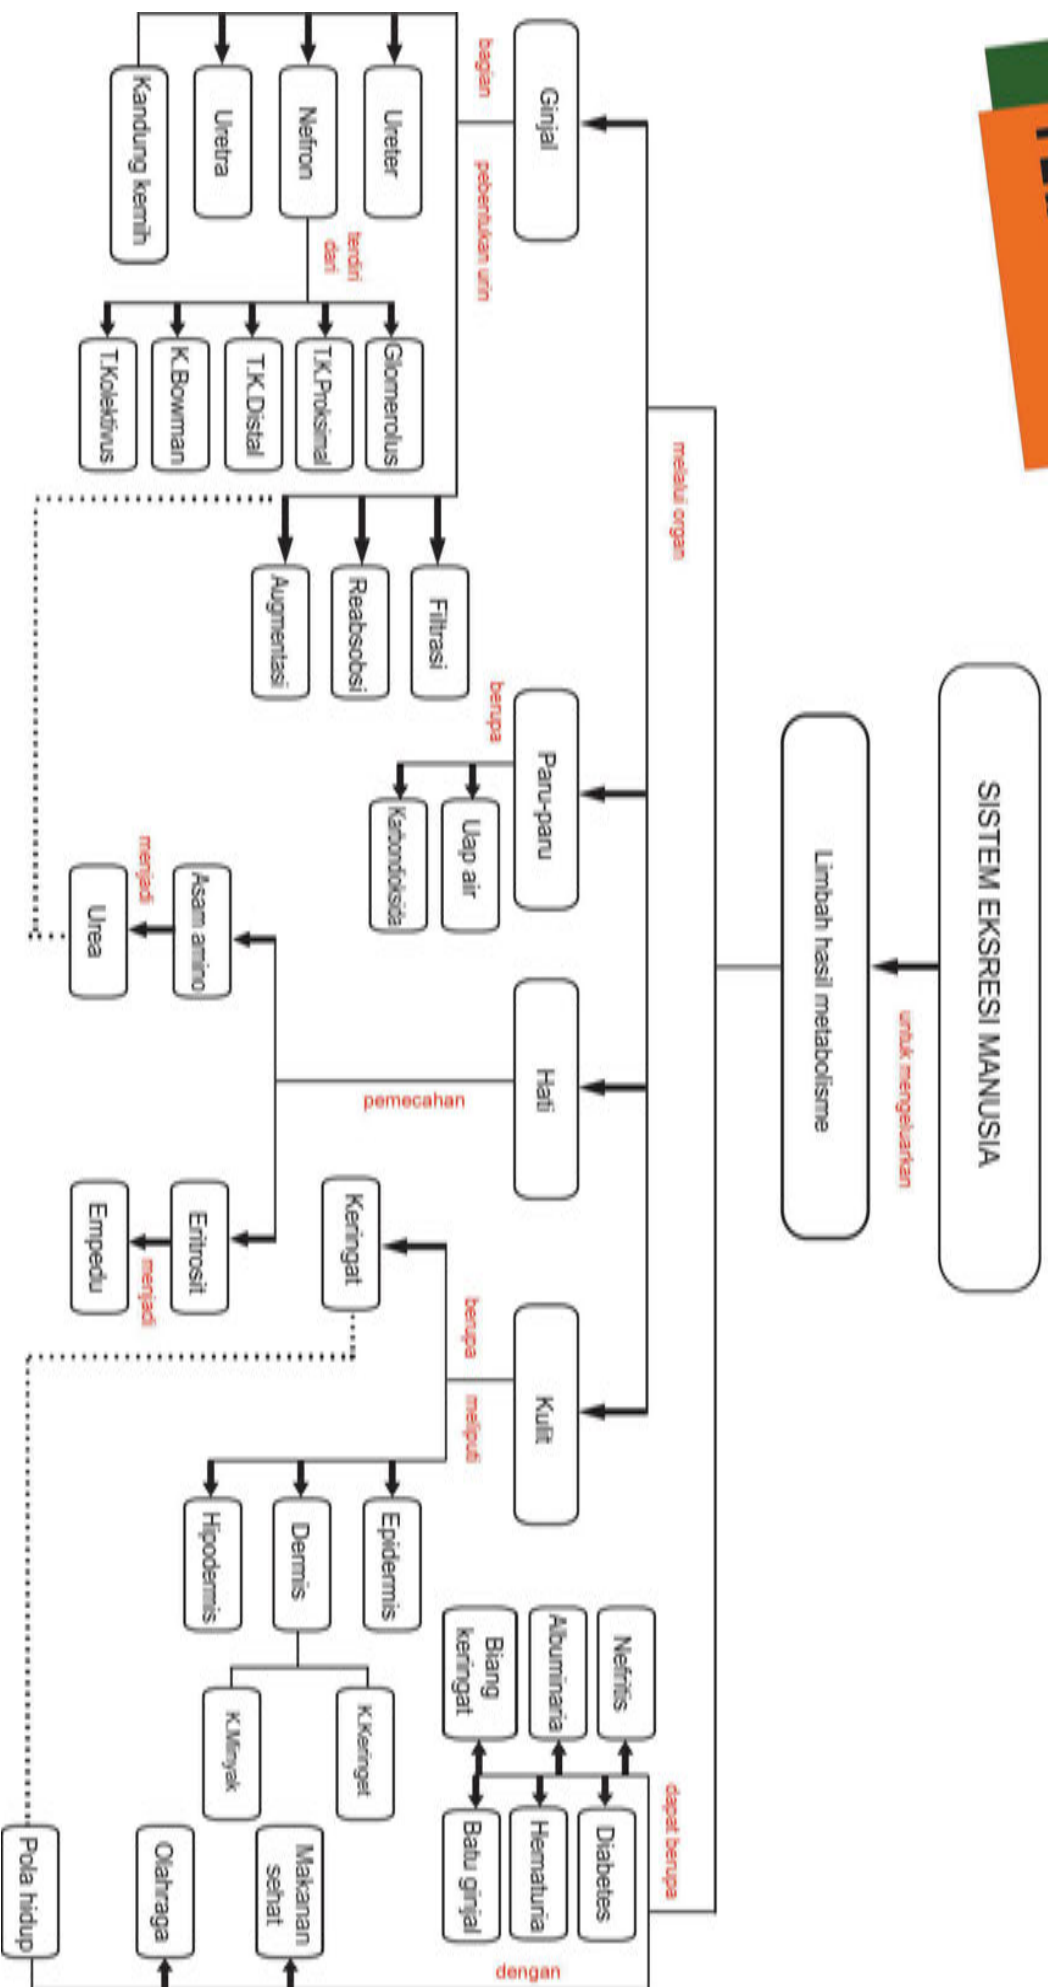 SISTEM EKSRESI MANUSIA
untuk mengeluarkan
Limbah hasil metabolisme
melalui organ
dapat berupa
Ginjal
Paru-paru
Hati
Kulit
bagian
pebentukan urin
berupa
pemecahan
berupa
meliputi
Ureter
Nefron
Uretra
Kandung kemih
terdiri
dari
Glomerolus
T.K.Proksimal
T.K.Distal
K.Bowman
T.Kolektivus
Filtrasi
Reabsobsi
Augmentasi
Uap air
Karbondioksida
Asam amino
menjadi
Urea
Eritrosit
menjadi
Empedu
Keringat
Epidermis
Dermis
Hipodermis
K.Keringet
K.Minyak
Nefritis
Albuminaria
Biang
keringat
Diabetes
Hematuria
Batu ginjal
dengan
Makanan
sehat
Olahraga
Pola hidup